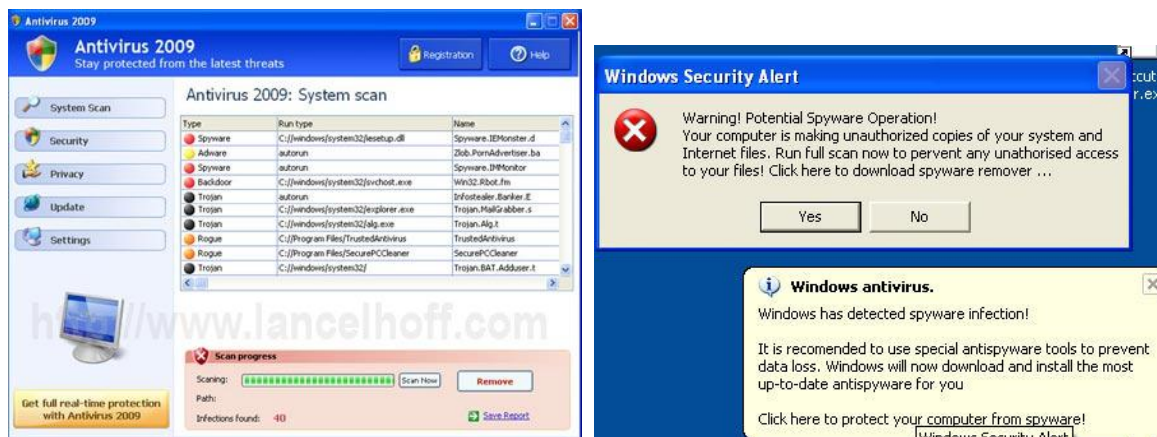 Antivirus 2009
Antivirus 2009
Stay protected from the latest threats
Registration
Help
System Scan
Security
Privacy
Update
Settings
Get full real-time protection
with Antivirus 2009
Antivirus 2009: System scan
Type Run type Name
Spyware C://windows/system32/iesetup.dll Spyware.IEMonster.d
Adware autorun Zlob.PornAdvertiser.ba
Spyware autorun Spyware.IMMonitor
Backdoor C://windows/system32/svchost.exe Win32.Rbot.fm
Trojan autorun Infostealer.Banker.E
Trojan C://windows/system32/explorer.exe Trojan.MailGrabber.s
Trojan C://windows/system32/alg.exe Trojan.Alg.t
Rogue C://Program Files/TrustedAntivirus TrustedAntivirus
Rogue C://Program Files/SecurePCCleaner SecurePCCleaner
Trojan C://windows/system32/ Trojan.BAT.Adduser.t
http://www.lancelhoff.com
Scan progress
Scaning: Scan Now
Remove
Path:
Infections found: 40
Save Report
Windows Security Alert
Warning! Potential Spyware Operation!
Your computer is making unauthorized copies of your system and
Internet files. Run full scan now to pervent any unathorised access
to your files! Click here to download spyware remover ...
Yes No
Windows antivirus.
Windows has detected spyware infection!
It is recomended to use special antispyware tools to prevent
data loss. Windows will now download and install the most
up-to-date antispyware for you
Click here to protect your computer from spyware!
Windows Security Alert